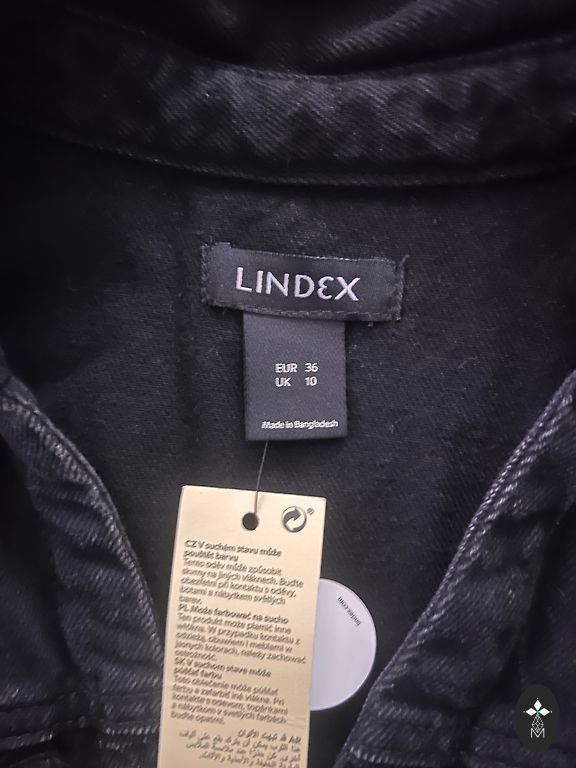 LINDEX
EUR 36
UK 10
Made in Bangladesh
®
CZ V suchém stavu může
pouštět barvu
Tento oděv může způsobit
skvrny na jiných vláknech. Buďte
obezřetní při kontaktu s oděvy,
botami a nábytkem světlých
barev.
PL Może farbować na sucho
Ten produkt może plamić inne
włókna. W przypadku kontaktu z
odzieżą, obuwiem i meblami w
jasnych kolorach, należy zachować
ostrożność.
SK V suchom stave môže
púšťať farbu
Toto oblečenie môže púšťať
farbu a zafarbiť iné vlákna. Pri
kontakte s odevom, topánkami
a nábytkom v svetlých farbách
buďte opatrní.
lindex.com
M